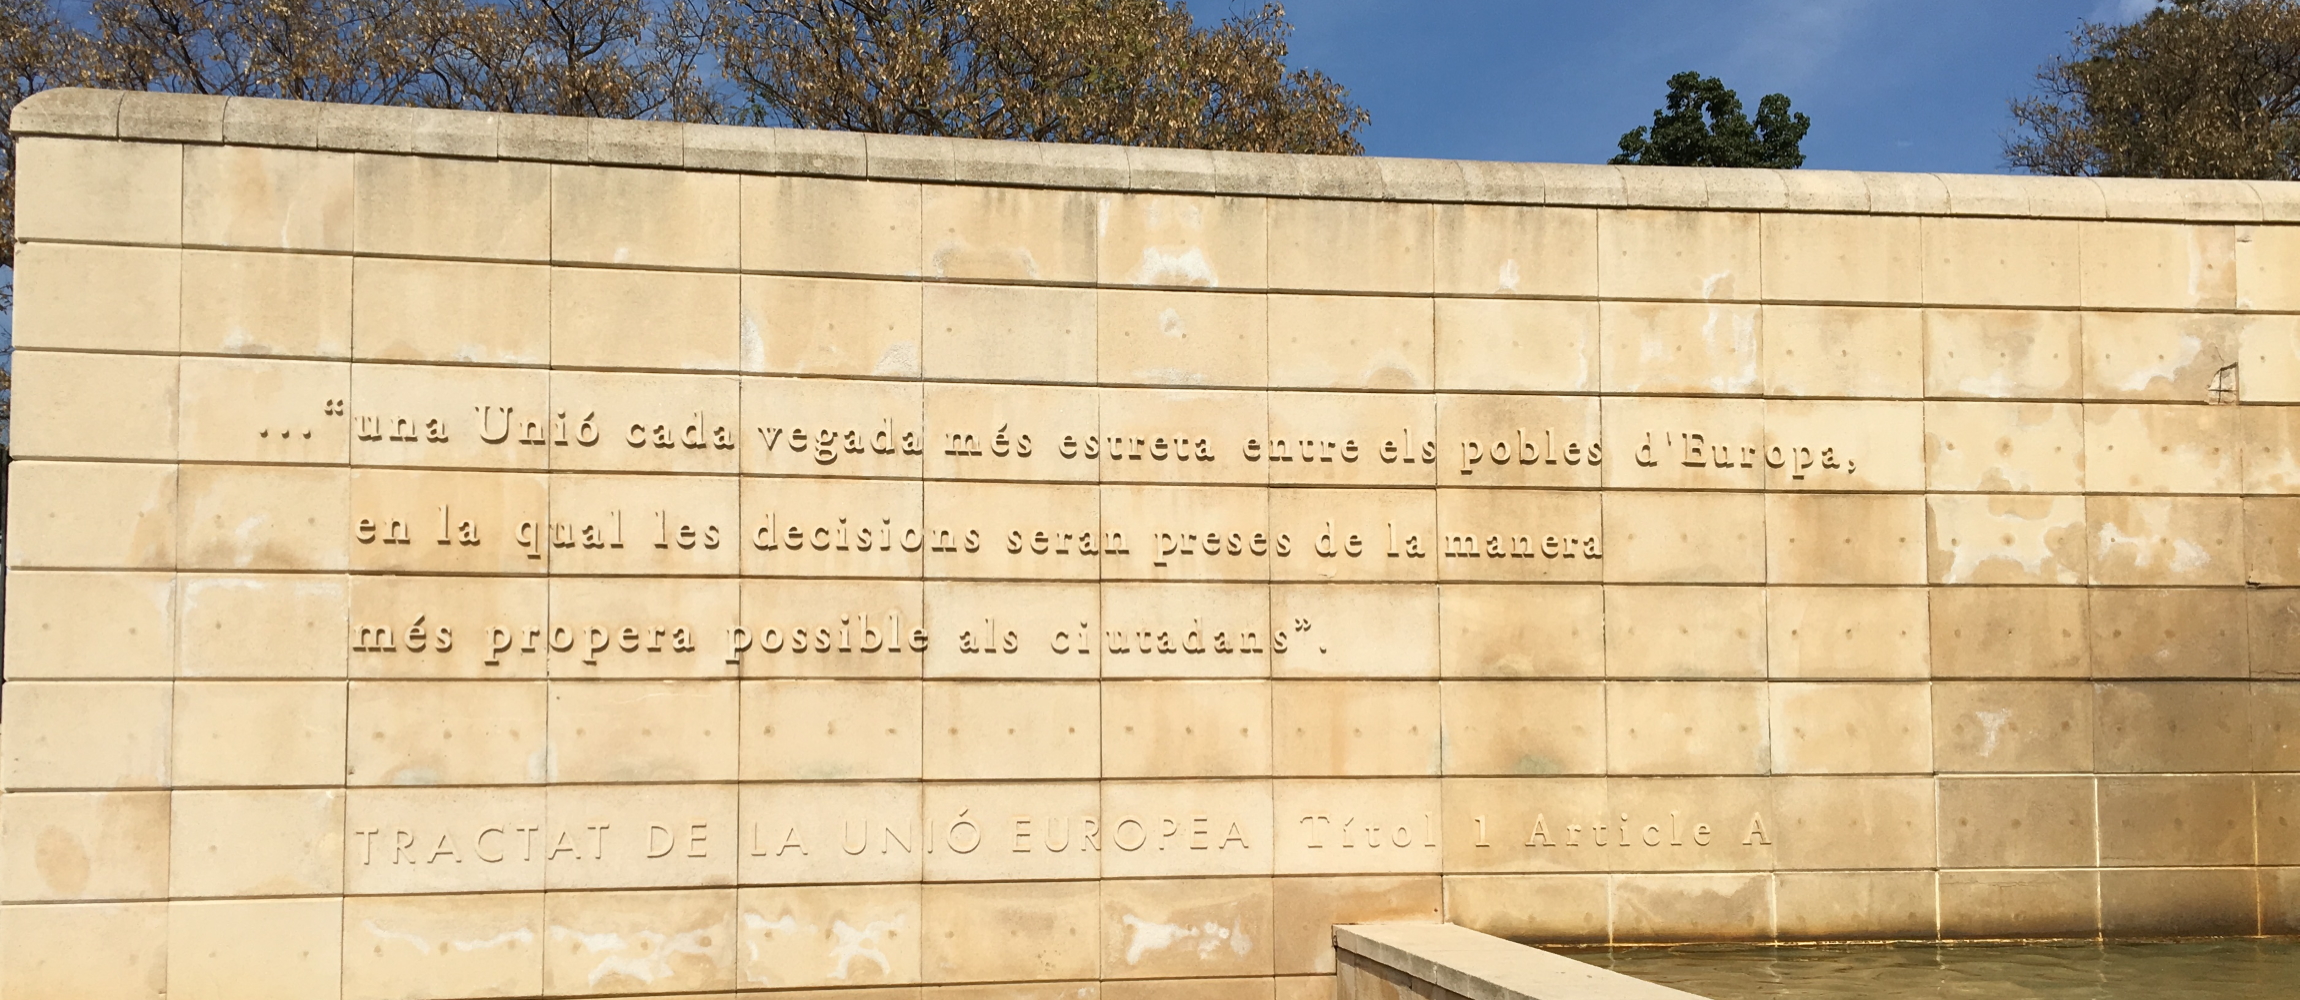 ..."una Unió cada vegada més estreta entre els pobles d'Europa,
en la qual les decisions seran preses de la manera
més propera possible als ciutadans".
TRACTAT DE LA UNIÓ EUROPEA Títol 1 Article A